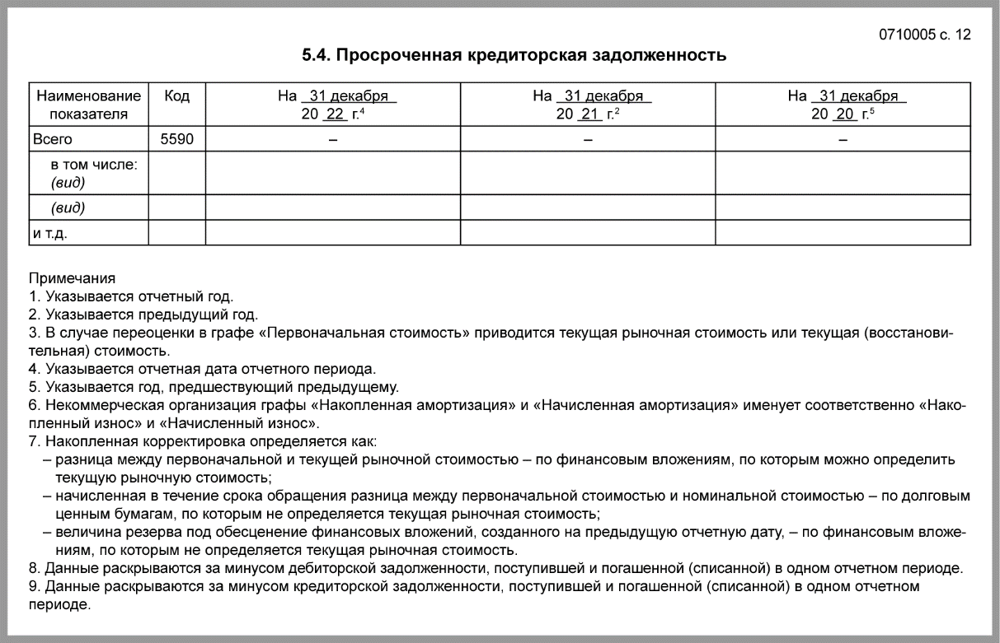 0710005 с. 12
5.4. Просроченная кредиторская задолженность
Наименование показателя
Код
На 31 декабря
20 22 г.4
На 31 декабря
20 21 г.2
На 31 декабря
20 20 г.5
Всего 5590 – – –
в том числе:
(вид)
(вид)
и т.д.
Примечания
1. Указывается отчетный год.
2. Указывается предыдущий год.
3. В случае переоценки в графе «Первоначальная стоимость» приводится текущая рыночная стоимость или текущая (восстанови-
тельная) стоимость.
4. Указывается отчетная дата отчетного периода.
5. Указывается год, предшествующий предыдущему.
6. Некоммерческая организация графы «Накопленная амортизация» и «Начисленная амортизация» именует соответственно «Нако-
пленный износ» и «Начисленный износ».
7. Накопленная корректировка определяется как:
– разница между первоначальной и текущей рыночной стоимостью – по финансовым вложениям, по которым можно определить
текущую рыночную стоимость;
– начисленная в течение срока обращения разница между первоначальной стоимостью и номинальной стоимостью – по долговым
ценным бумагам, по которым не определяется текущая рыночная стоимость;
– величина резерва под обесценение финансовых вложений, созданного на предыдущую отчетную дату, – по финансовым вложе-
ниям, по которым не определяется текущая рыночная стоимость.
8. Данные раскрываются за минусом дебиторской задолженности, поступившей и погашенной (списанной) в одном отчетном периоде.
9. Данные раскрываются за минусом кредиторской задолженности, поступившей и погашенной (списанной) в одном отчетном
периоде.